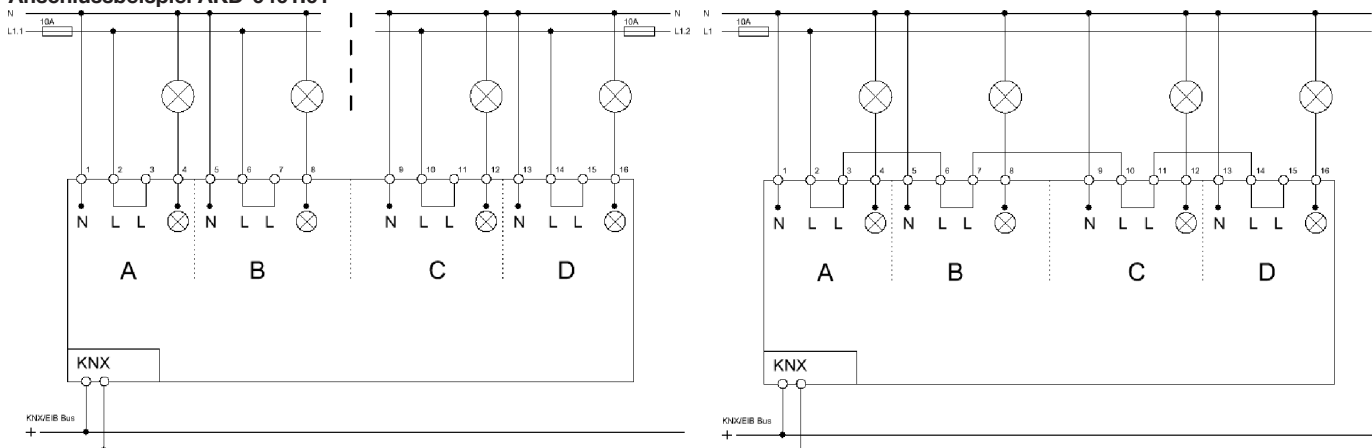 N N N
L1.1 10A 10A L1.2 L1 10A
1 2 3 4 5 6 7 8 9 10 11 12 13 14 15 16
1 2 3 4 5 6 7 8 9 10 11 12 13 14 15 16
N L L N L L N L L N L L
N L L N L L N L L N L L
A B C D
A B C D
KNX KNX
KNX/EIB Bus KNX/EIB Bus
+ +